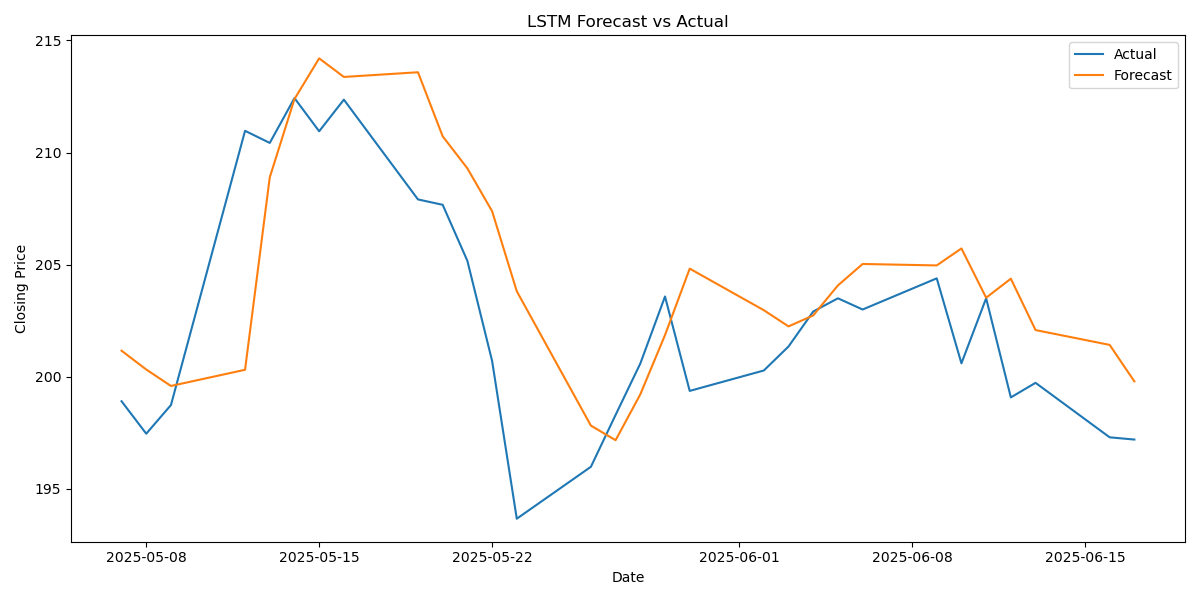 LSTM Forecast vs Actual
Actual
Forecast
Closing Price
215
210
205
200
195
2025-05-08
2025-05-15
2025-05-22
2025-06-01
2025-06-08
2025-06-15
Date